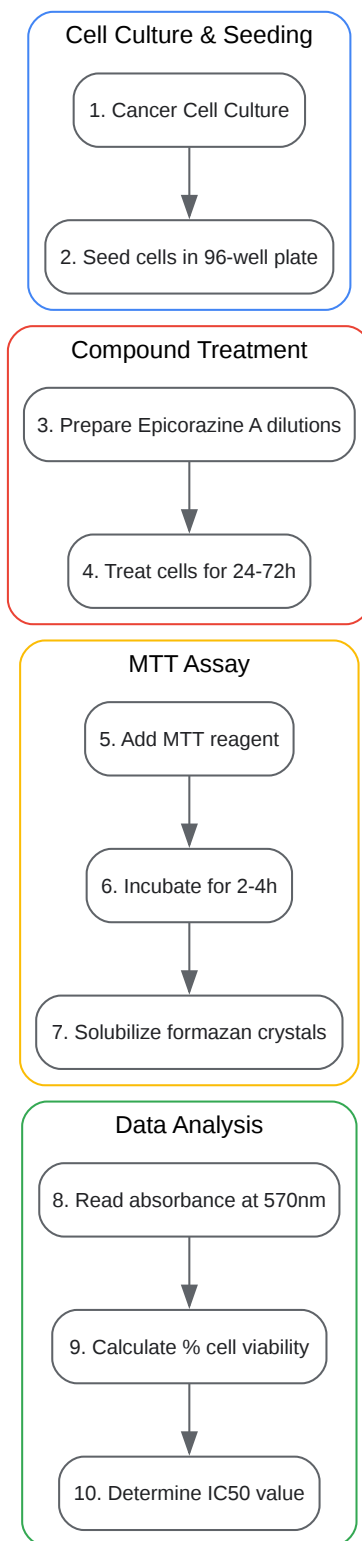 Cell Culture & Seeding
1. Cancer Cell Culture
2. Seed cells in 96-well plate
Compound Treatment
3. Prepare Epicorazine A dilutions
4. Treat cells for 24-72h
MTT Assay
5. Add MTT reagent
6. Incubate for 2-4h
7. Solubilize formazan crystals
Data Analysis
8. Read absorbance at 570nm
9. Calculate % cell viability
10. Determine IC50 value